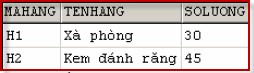 MAHANG TENHANG SOLUONG
H1 Xà phòng 30
H2 Kem đánh răng 45